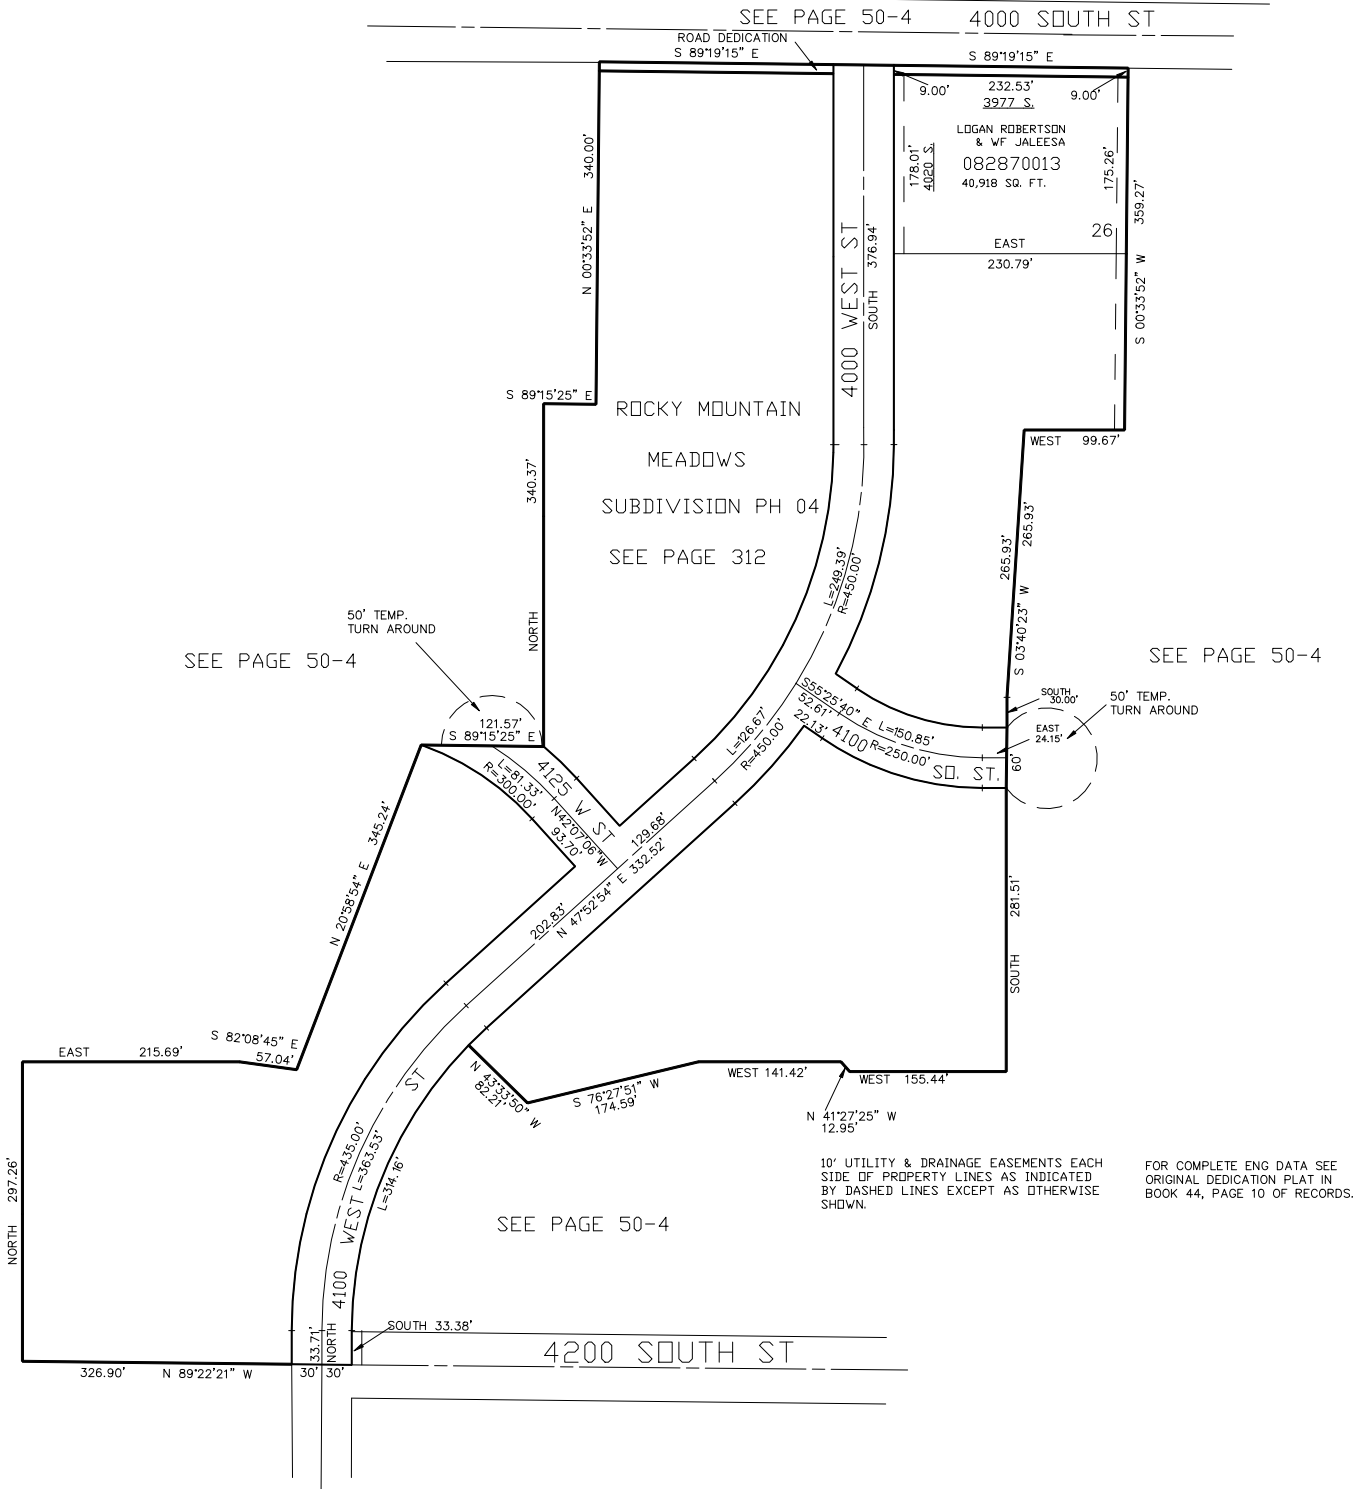 SEE PAGE 50-4 4000 SOUTH ST
ROAD DEDICATION
S 89°19'15" E
S 89°19'15" E
9.00'
232.53'
9.00'
3977 S.
LOGAN ROBERTSON
& WF JALEESA
082870013
40,918 SQ. FT.
178.01'
4020 S.
175.26'
26
EAST
230.79'
N 00°33'52" E 340.00'
S 00°33'52" W 359.27'
4000 WEST ST
SOUTH 376.94'
S 89°15'25" E
ROCKY MOUNTAIN
MEADOWS
SUBDIVISION PH 04
SEE PAGE 312
WEST 99.67'
NORTH 340.37'
265.93'
S 03°40'23" W 265.93'
L=249.39'
R=450.00'
50' TEMP.
TURN AROUND
SEE PAGE 50-4
SEE PAGE 50-4
SOUTH
30.00'
50' TEMP.
TURN AROUND
EAST
24.15'
60'
S55°25'40" E L=150.85'
52.61'
R=250.00'
22.13'
4100 SO. ST.
121.57'
S 89°15'25" E
L=126.67'
R=450.00'
4125 W ST
L=81.33'
R=300.00'
N42°07'06"W
93.70'
129.68'
202.83'
N 47°52'54" E 332.52'
N 20°58'54" E 345.24'
SOUTH 281.51'
S 82°08'45" E
57.04'
EAST 215.69'
WEST 141.42'
WEST 155.44'
N 43°33'50" W
82.21'
S 76°27'51" W
174.59'
N 41°27'25" W
12.95'
R=435.00'
L=363.53'
L=314.16'
4100 WEST ST
NORTH 297.26'
10' UTILITY & DRAINAGE EASEMENTS EACH
SIDE OF PROPERTY LINES AS INDICATED
BY DASHED LINES EXCEPT AS OTHERWISE
SHOWN.
FOR COMPLETE ENG DATA SEE
ORIGINAL DEDICATION PLAT IN
BOOK 44, PAGE 10 OF RECORDS.
SEE PAGE 50-4
SOUTH 33.38'
33.71'
NORTH
4200 SOUTH ST
326.90' N 89°22'21" W
30' 30'